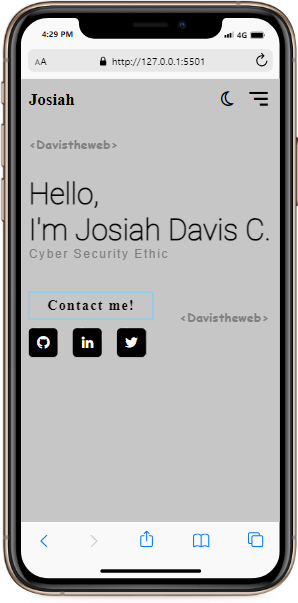 4:29 PM 4G
AA http://127.0.0.1:5501
Josiah
<Davistheweb>
Hello,
I'm Josiah Davis C.
Cyber Security Ethic
Contact me!
<Davistheweb>
in